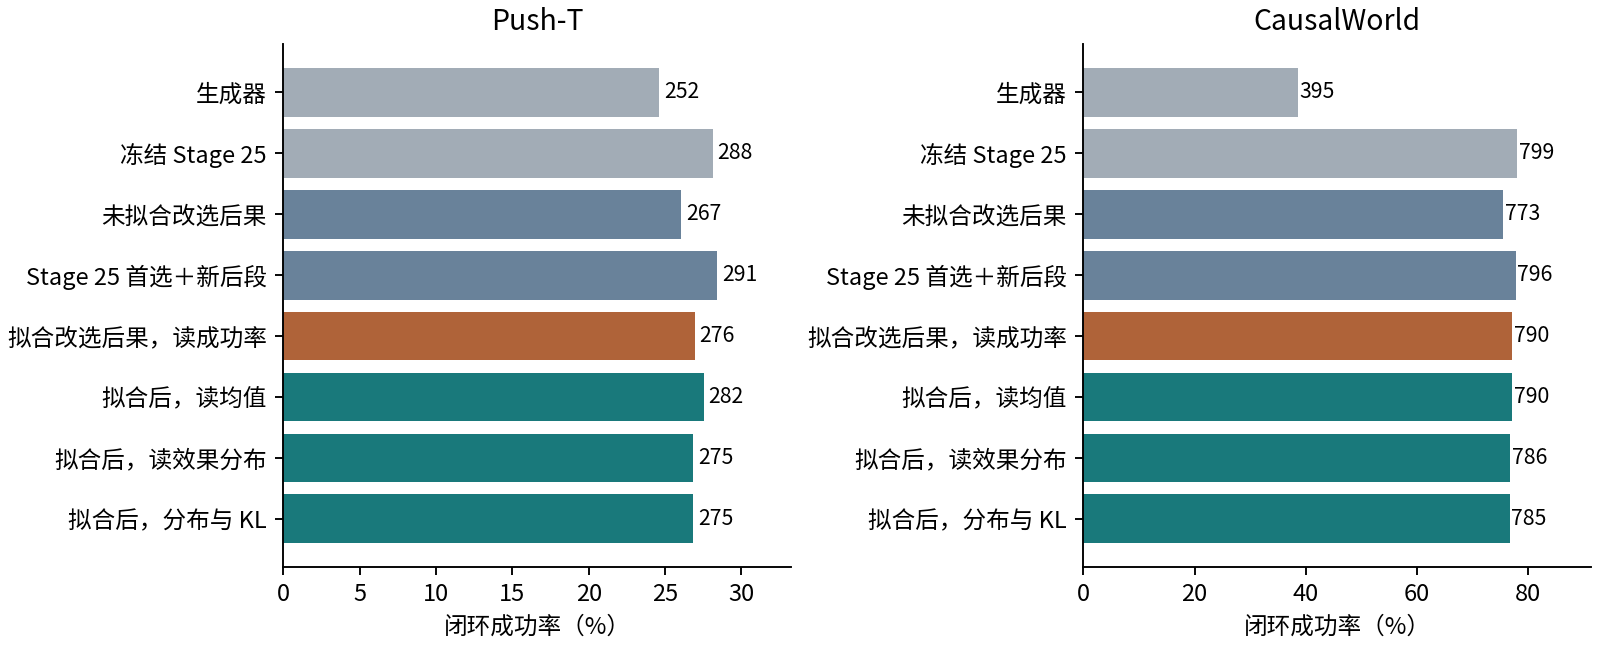 Push-T
生成器
252
冻结 Stage 25
288
未拟合改选后果
267
Stage 25 首选＋新后段
291
拟合改选后果，读成功率
276
拟合后，读均值
282
拟合后，读效果分布
275
拟合后，分布与 KL
275
0 5 10 15 20 25 30
闭环成功率（%）
CausalWorld
生成器
395
冻结 Stage 25
799
未拟合改选后果
773
Stage 25 首选＋新后段
796
拟合改选后果，读成功率
790
拟合后，读均值
790
拟合后，读效果分布
786
拟合后，分布与 KL
785
0 20 40 60 80
闭环成功率（%）